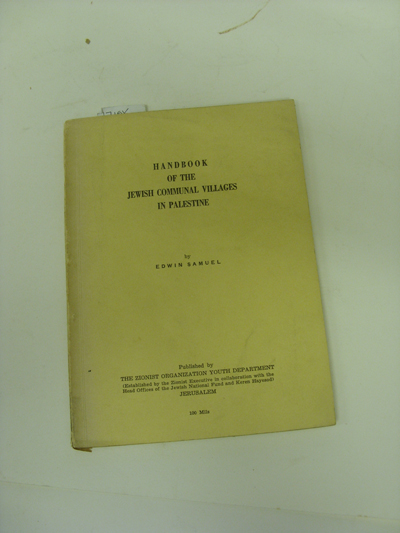 HANDBOOK
OF THE
JEWISH COMMUNAL VILLAGES
IN PALESTINE
by
EDWIN SAMUEL
Published by
THE ZIONIST ORGANIZATION YOUTH DEPARTMENT
(Established by the Zionist Executive in collaboration with the
Head Offices of the Jewish National Fund and Keren Hayesod)
JERUSALEM
Mils